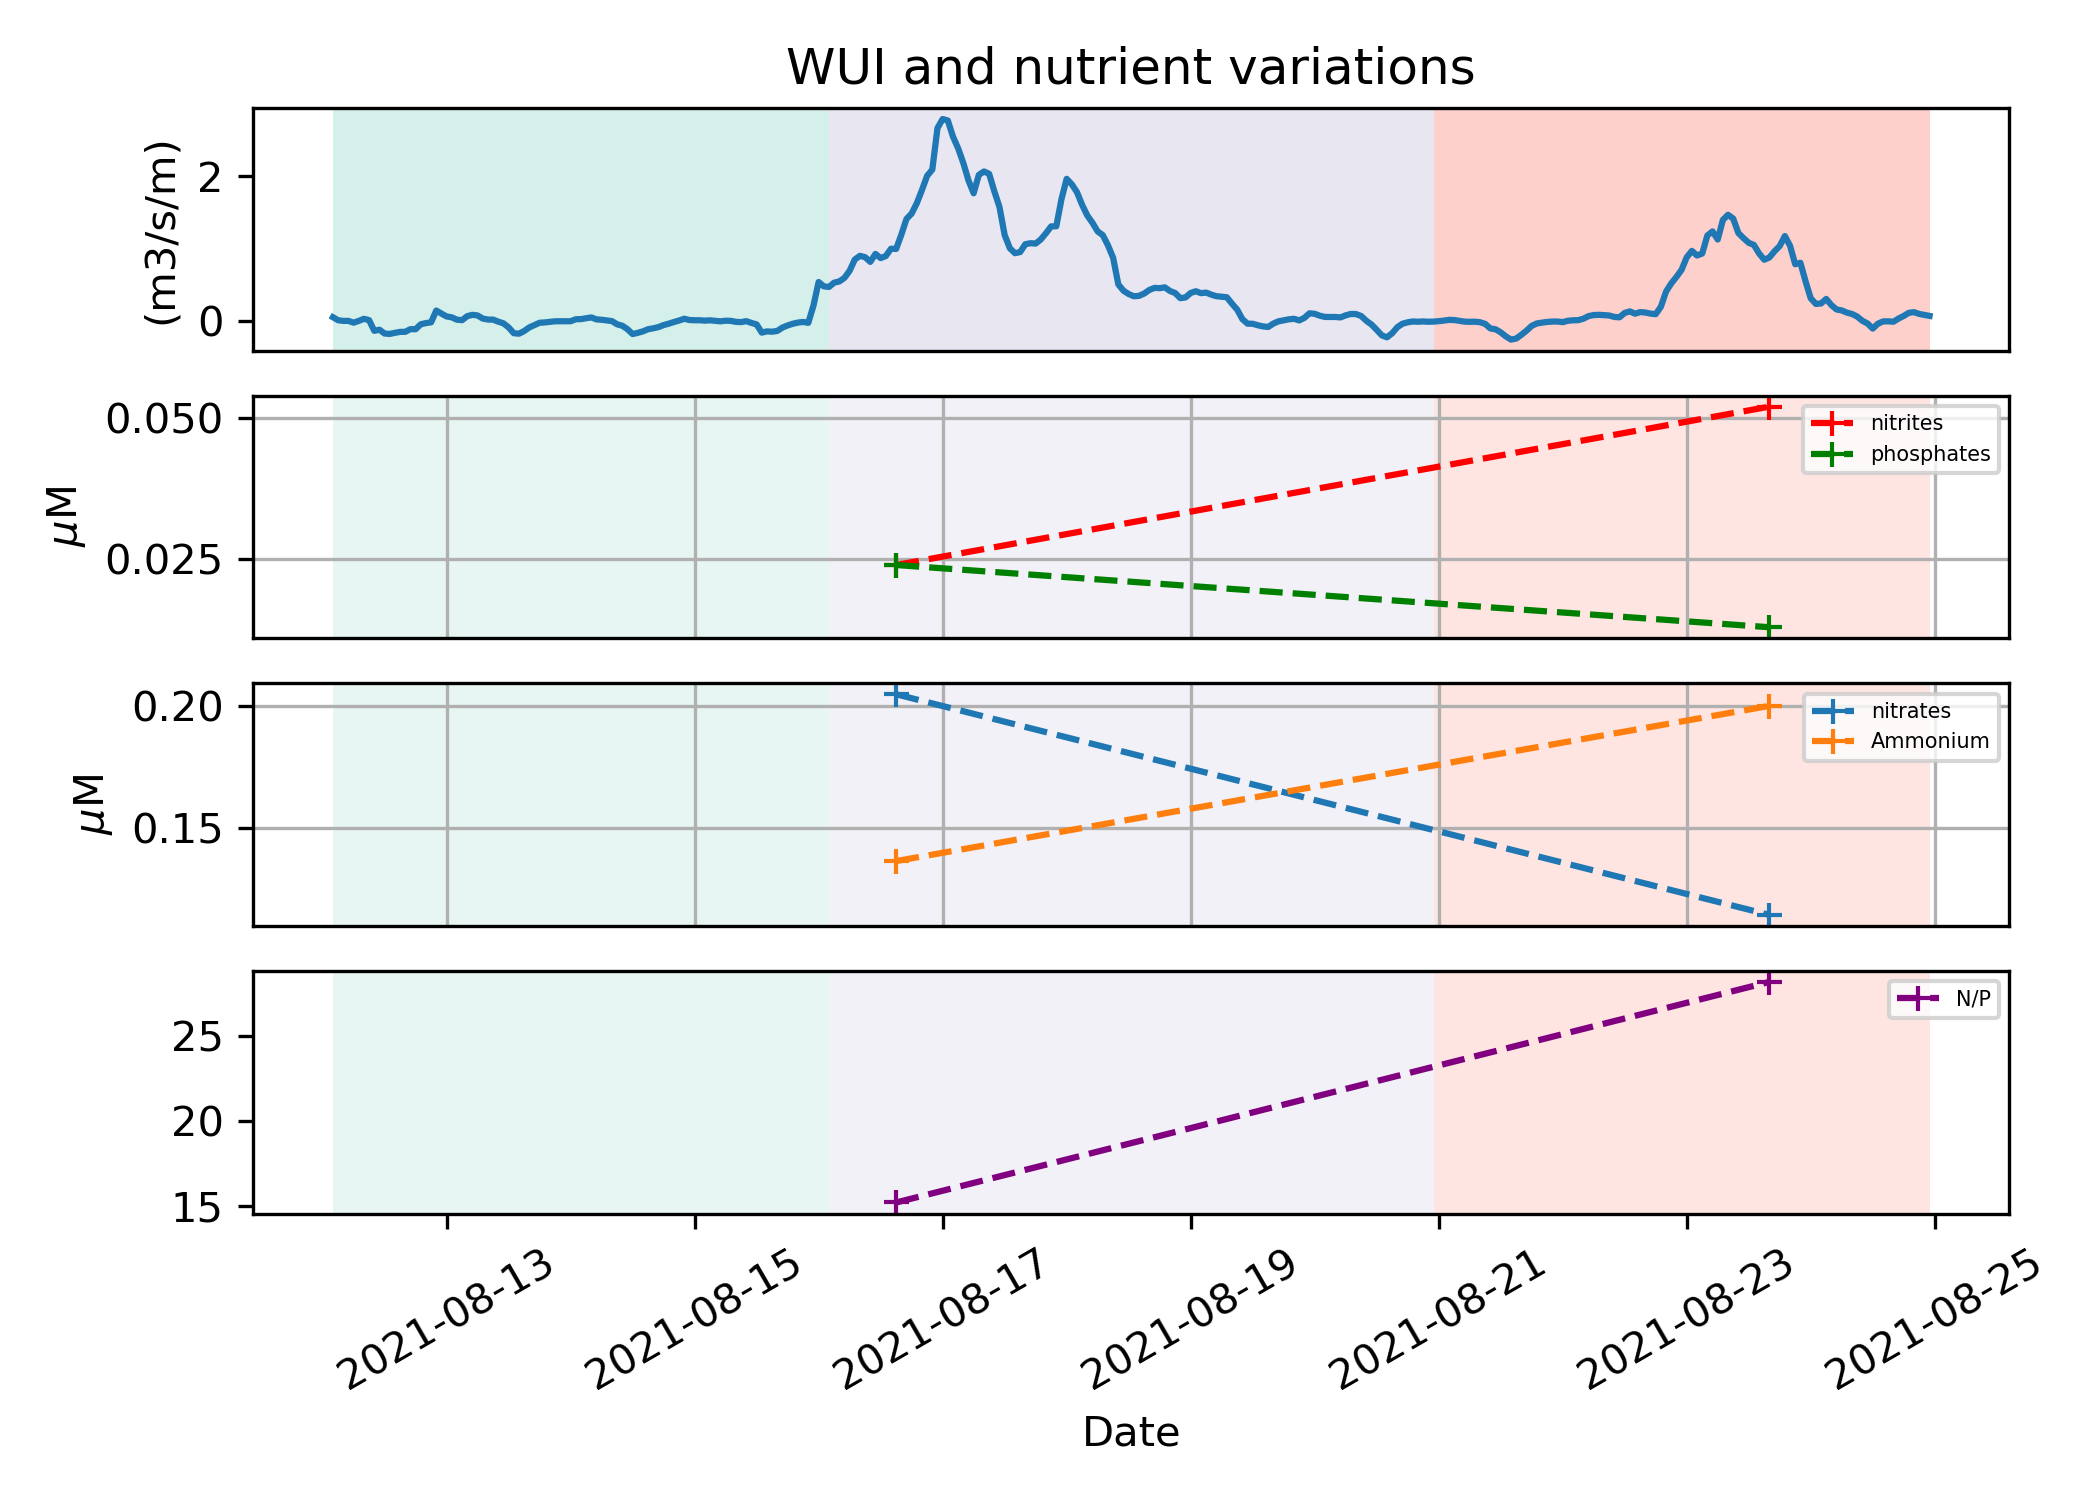 WUI and nutrient variations
(m3/s/m)
2
0
μM
0.050
0.025
nitrites
phosphates
μM
0.20
0.15
nitrates
Ammonium
25
20
15
N/P
2021-08-13
2021-08-15
2021-08-17
2021-08-19
2021-08-21
2021-08-23
2021-08-25
Date